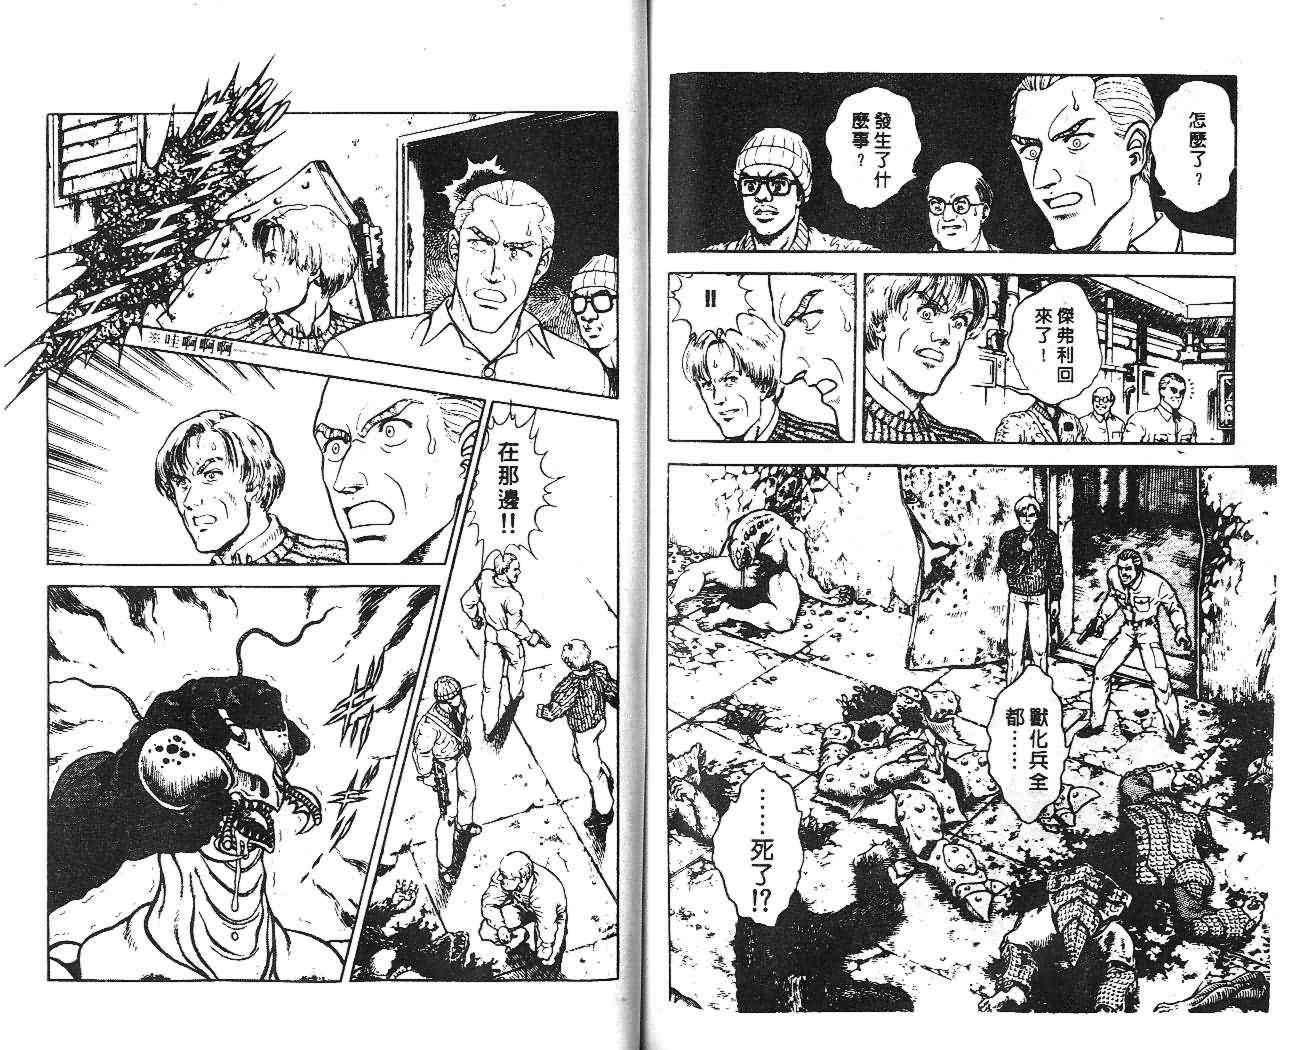 怎麼了？
發生了什
麼事？
傑弗利回
來了！
!!
獸化兵全
都……
……死了!?
※哇啊啊啊
在那邊!!